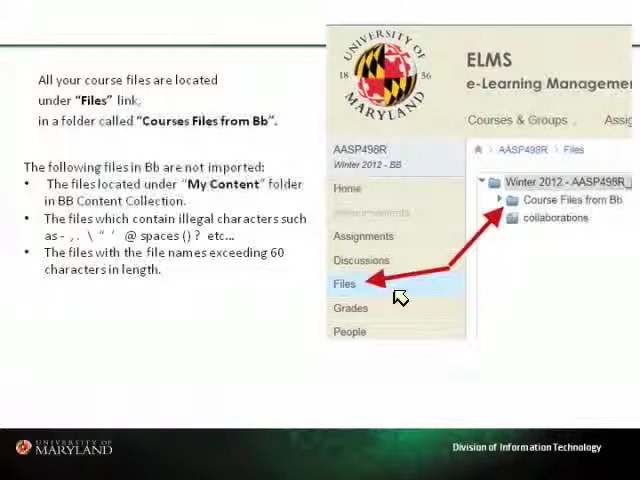 All your course files are located
under "Files" link,
in a folder called "Courses Files from Bb".
The following files in Bb are not imported:
• The files located under "My Content" folder
in BB Content Collection.
• The files which contain illegal characters such
as - , . \ " ' @ spaces () ? etc...
• The files with the file names exceeding 60
characters in length.
UNIVERSITY OF
18 56
MARYLAND
ELMS
e-Learning Managemen
Courses & Groups
Assig
AASP498R
Winter 2012 - BB
AASP498R Files
Home
Announcements
Assignments
Discussions
Files
Grades
People
Winter 2012 - AASP498R_
Course Files from Bb
collaborations
UNIVERSITY OF
MARYLAND
Division of Information Technology